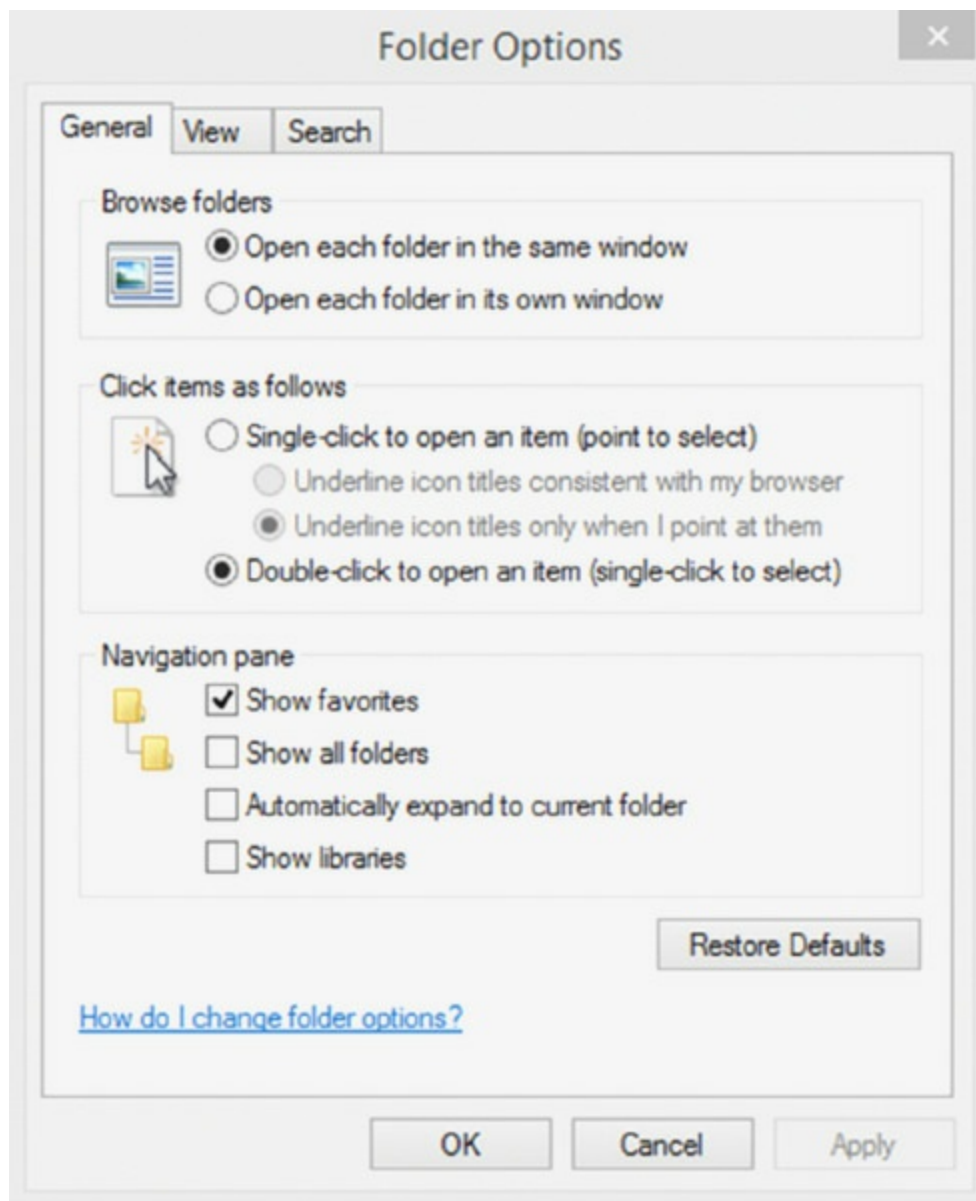 Folder Options
General
View
Search
Browse folders
Open each folder in the same window
Open each folder in its own window
Click items as follows
Single-click to open an item (point to select)
Underline icon titles consistent with my browser
Underline icon titles only when I point at them
Double-click to open an item (single-click to select)
Navigation pane
Show favorites
Show all folders
Automatically expand to current folder
Show libraries
Restore Defaults
How do I change folder options?
OK
Cancel
Apply